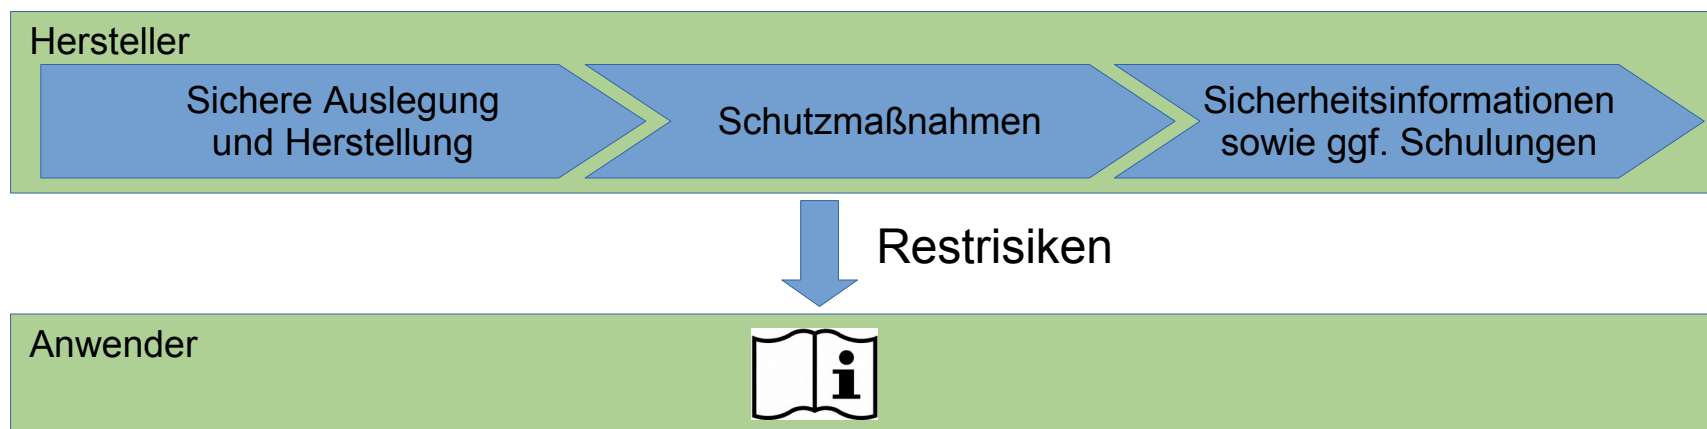 Hersteller
Sichere Auslegung
und Herstellung
Schutzmaßnahmen
Sicherheitsinformationen
sowie ggf. Schulungen
Restrisiken
Anwender
i